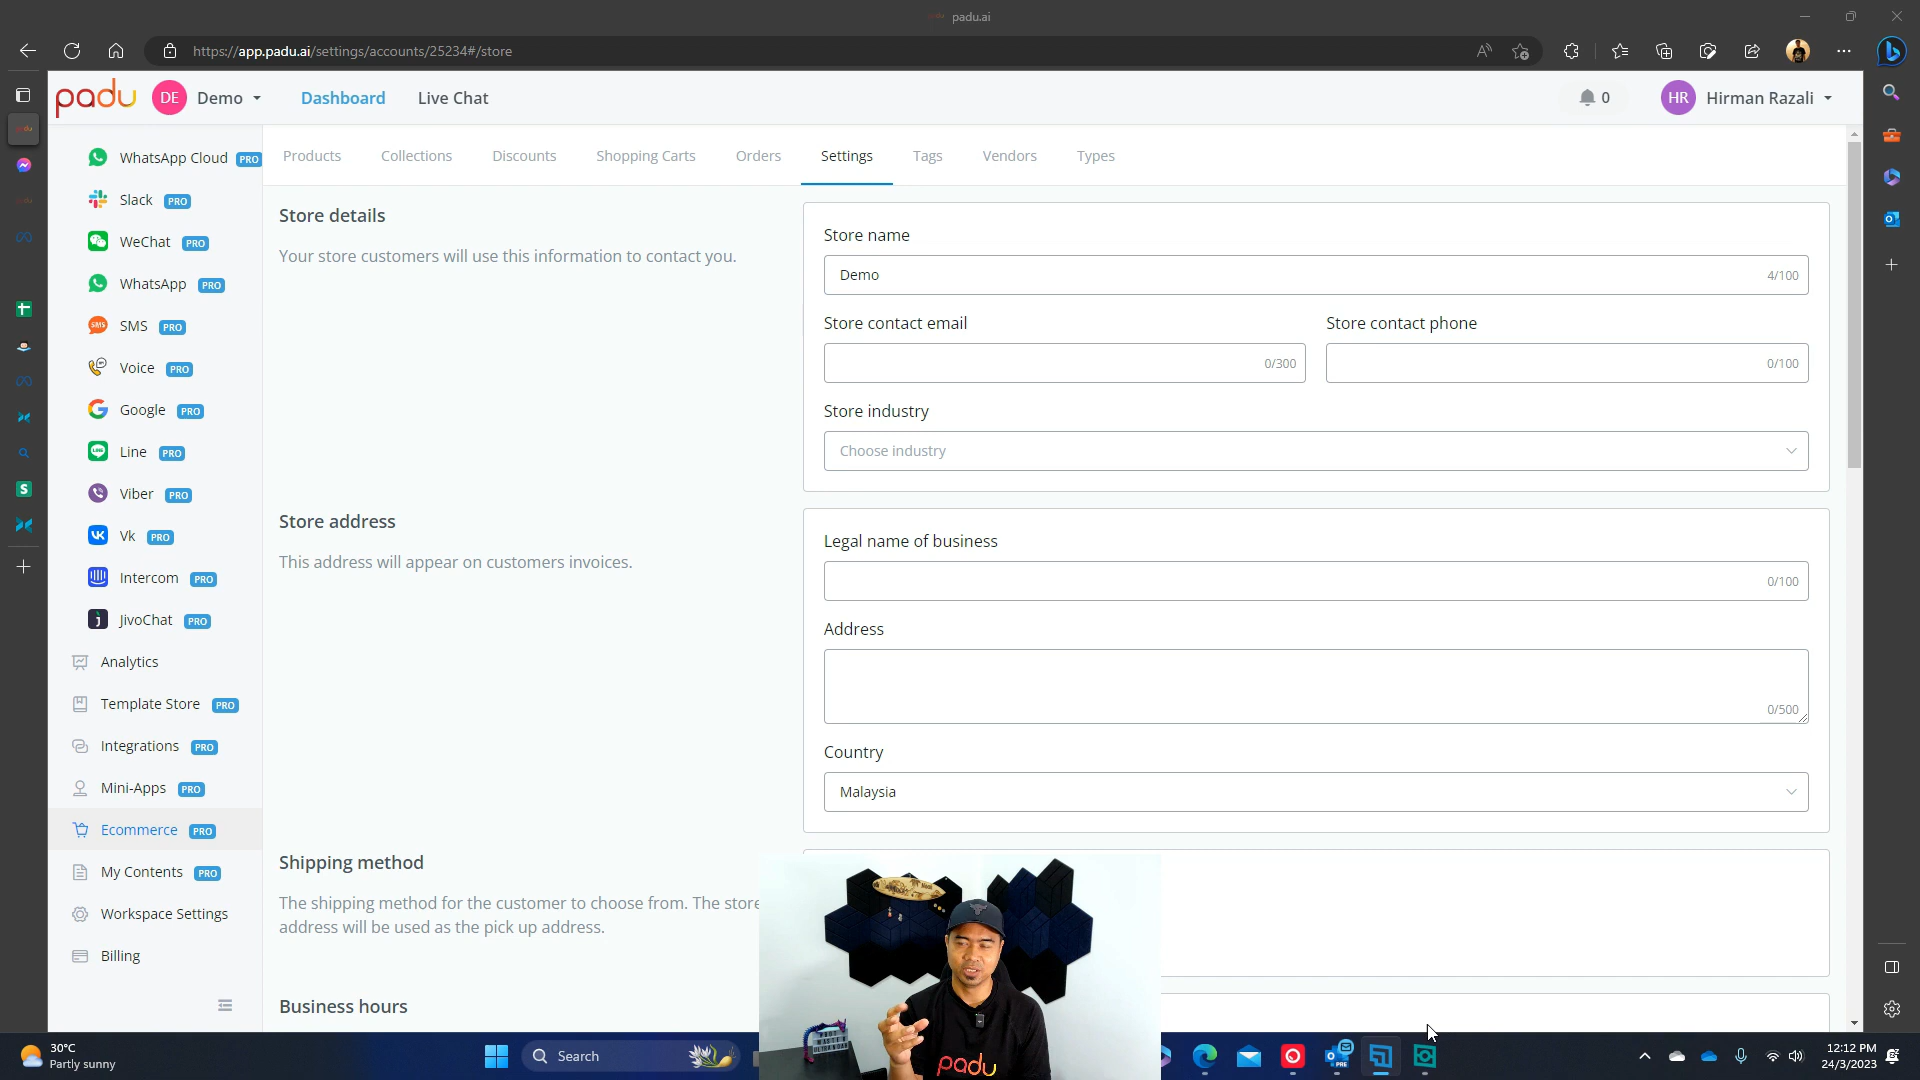 padu.ai
https://app.padu.ai/settings/accounts/25234#/store
padu DE Demo Dashboard Live Chat 0 HR Hirman Razali
WhatsApp Cloud PRO
Slack PRO
WeChat PRO
WhatsApp PRO
SMS SMS PRO
Voice PRO
Google PRO
Line PRO
Viber PRO
VK Vk PRO
Intercom PRO
JivoChat PRO
Analytics
Template Store PRO
Integrations PRO
Mini-Apps PRO
Ecommerce PRO
My Contents PRO
Workspace Settings
Billing
Products Collections Discounts Shopping Carts Orders Settings Tags Vendors Types
Store details
Your store customers will use this information to contact you.
Store name
Demo 4/100
Store contact email Store contact phone
0/300 0/100
Store industry
Choose industry
Store address
This address will appear on customers invoices.
Legal name of business
0/100
Address
0/500
Country
Malaysia
Shipping method
The shipping method for the customer to choose from. The store
address will be used as the pick up address.
Business hours
padu
30°C
Partly sunny
Search
PRE
12:12 PM
24/3/2023